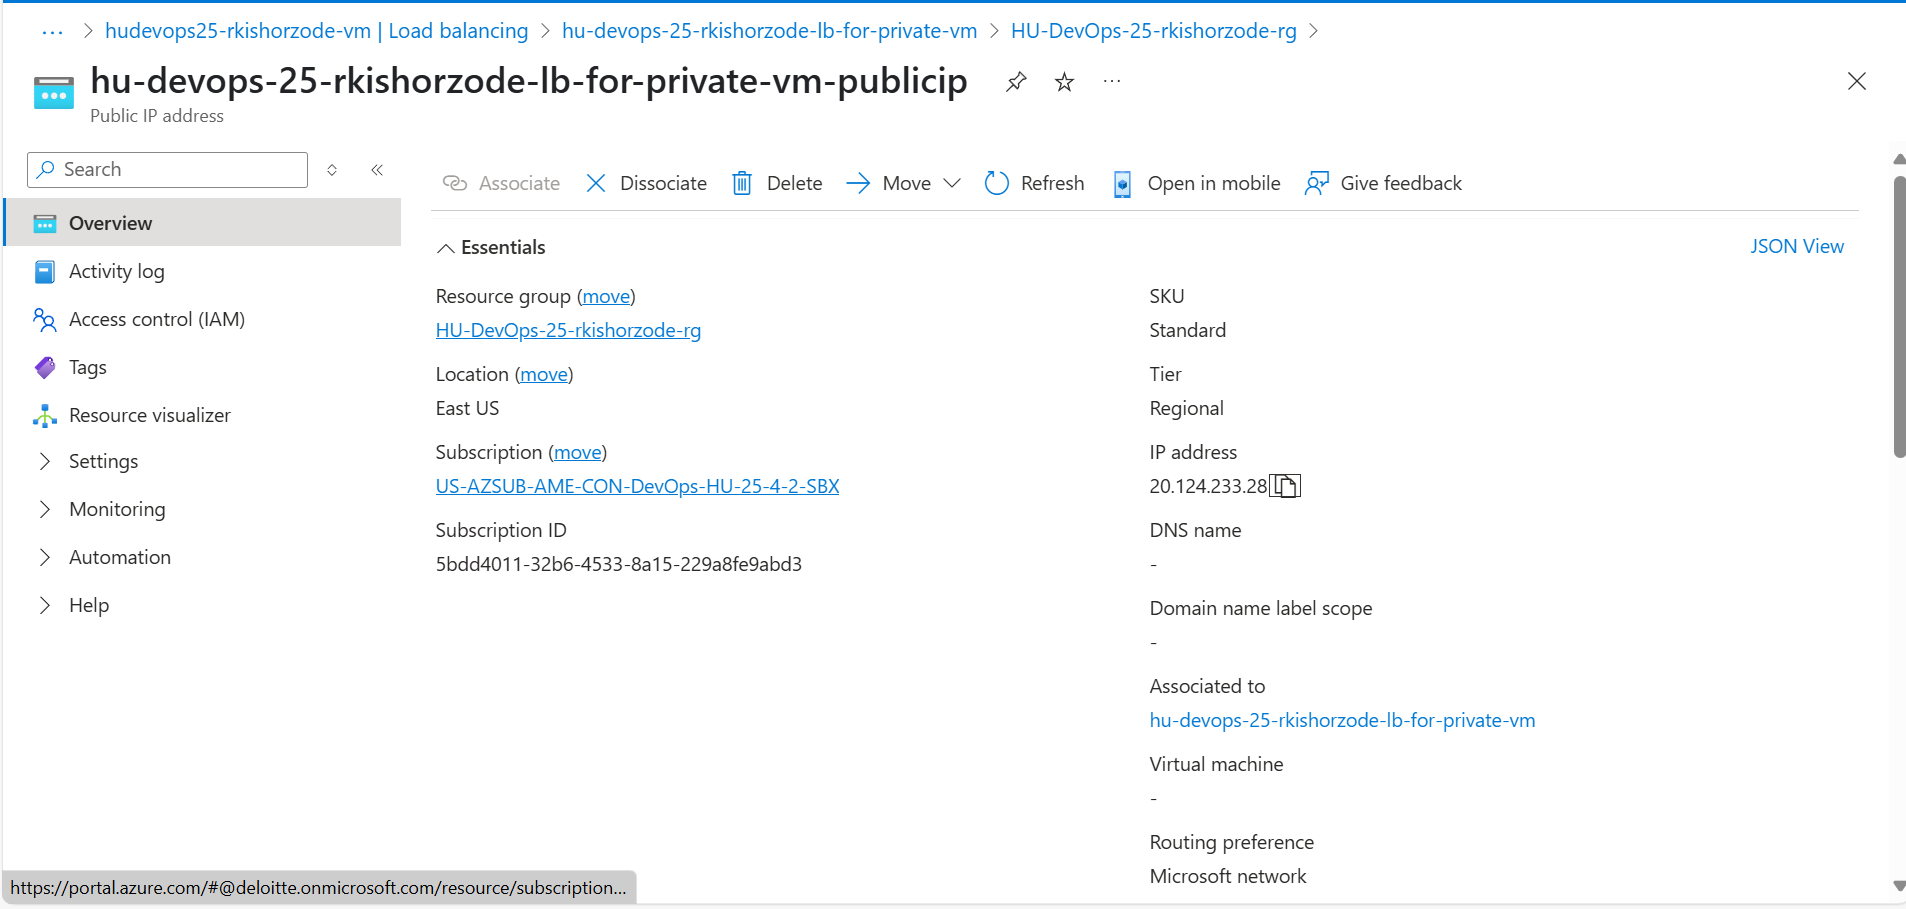 ... > hudevops25-rkishorzode-vm | Load balancing > hu-devops-25-rkishorzode-lb-for-private-vm > HU-DevOps-25-rkishorzode-rg >
hu-devops-25-rkishorzode-lb-for-private-vm-publicip
Public IP address
Search
Overview
Activity log
Access control (IAM)
Tags
Resource visualizer
Settings
Monitoring
Automation
Help
Associate Dissociate Delete Move Refresh Open in mobile Give feedback
Essentials
JSON View
Resource group (move)
HU-DevOps-25-rkishorzode-rg
Location (move)
East US
Subscription (move)
US-AZSUB-AME-CON-DevOps-HU-25-4-2-SBX
Subscription ID
5bdd4011-32b6-4533-8a15-229a8fe9abd3
SKU
Standard
Tier
Regional
IP address
20.124.233.28
DNS name
-
Domain name label scope
-
Associated to
hu-devops-25-rkishorzode-lb-for-private-vm
Virtual machine
-
Routing preference
Microsoft network
https://portal.azure.com/#@deloitte.onmicrosoft.com/resource/subscription...